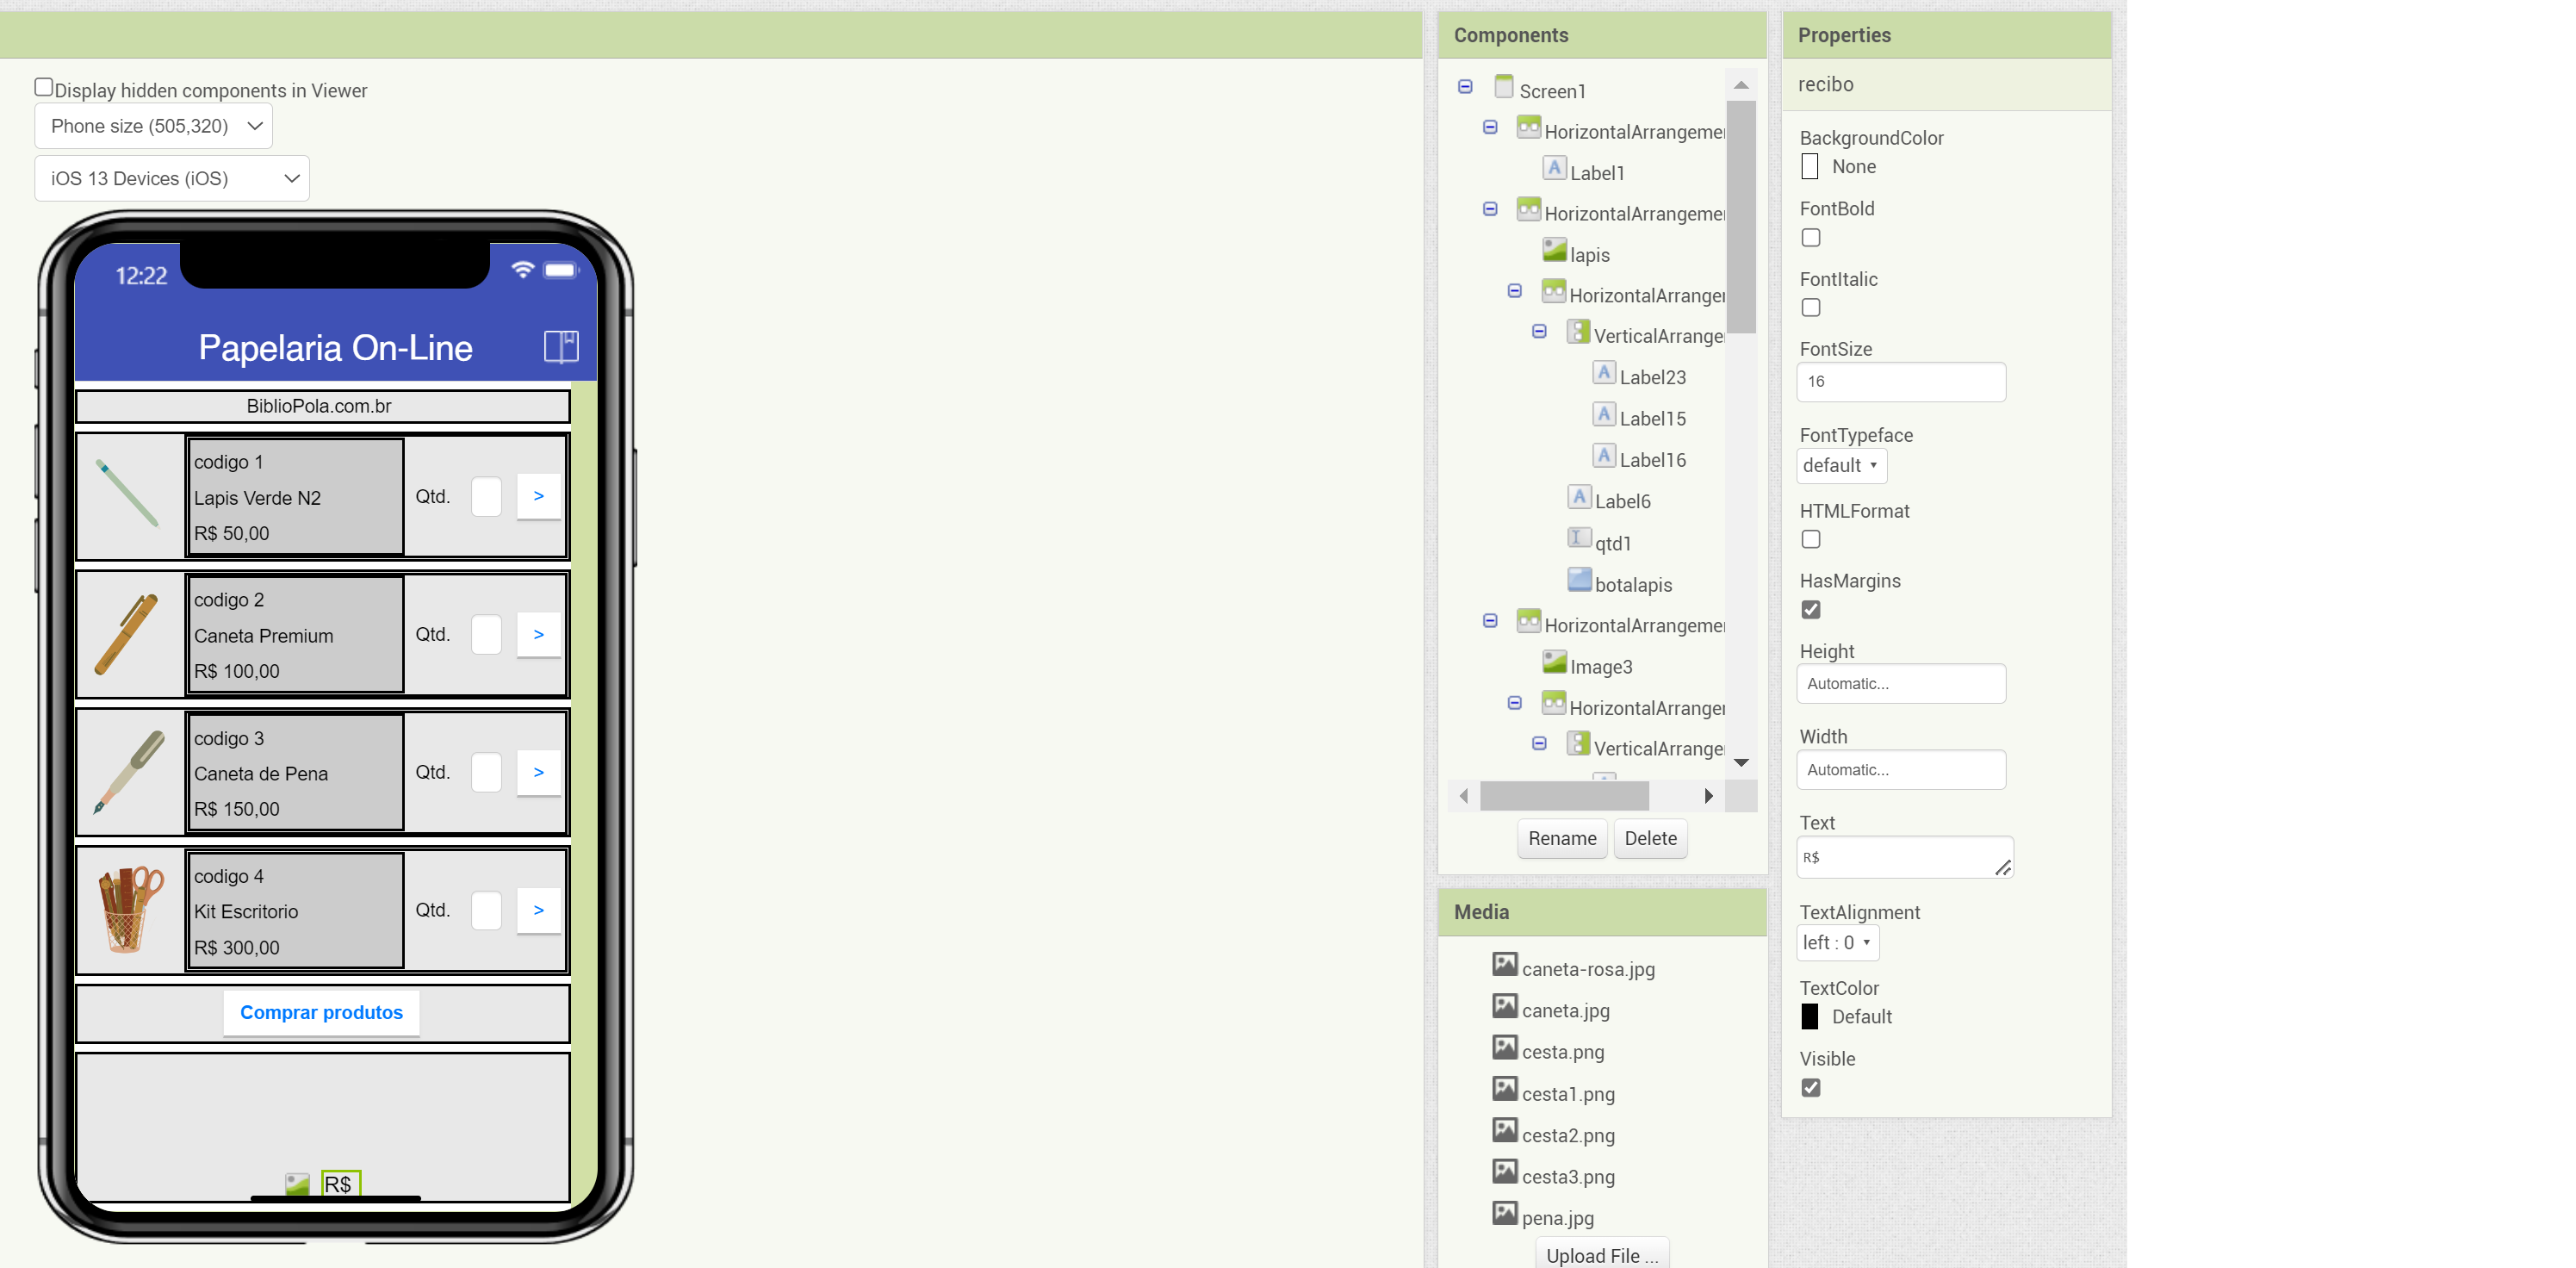 Display hidden components in Viewer
Phone size (505,320)
iOS 13 Devices (iOS)
12:22
Papelaria On-Line
BiblioPola.com.br
codigo 1
Lapis Verde N2
R$ 50,00
Qtd.
>
codigo 2
Caneta Premium
R$ 100,00
Qtd.
>
codigo 3
Caneta de Pena
R$ 150,00
Qtd.
>
codigo 4
Kit Escritorio
R$ 300,00
Qtd.
>
Comprar produtos
R$
Components
Screen1
HorizontalArrangemer
Label1
HorizontalArrangemer
lapis
HorizontalArranger
VerticalArrange
Label23
Label15
Label16
Label6
qtd1
botalapis
HorizontalArrangemer
Image3
HorizontalArranger
VerticalArrange
Rename
Delete
Media
caneta-rosa.jpg
caneta.jpg
cesta.png
cesta1.png
cesta2.png
cesta3.png
pena.jpg
Upload File ...
Properties
recibo
BackgroundColor
None
FontBold
FontItalic
FontSize
16
FontTypeface
default
HTMLFormat
HasMargins
Height
Automatic...
Width
Automatic...
Text
R$
TextAlignment
left : 0
TextColor
Default
Visible